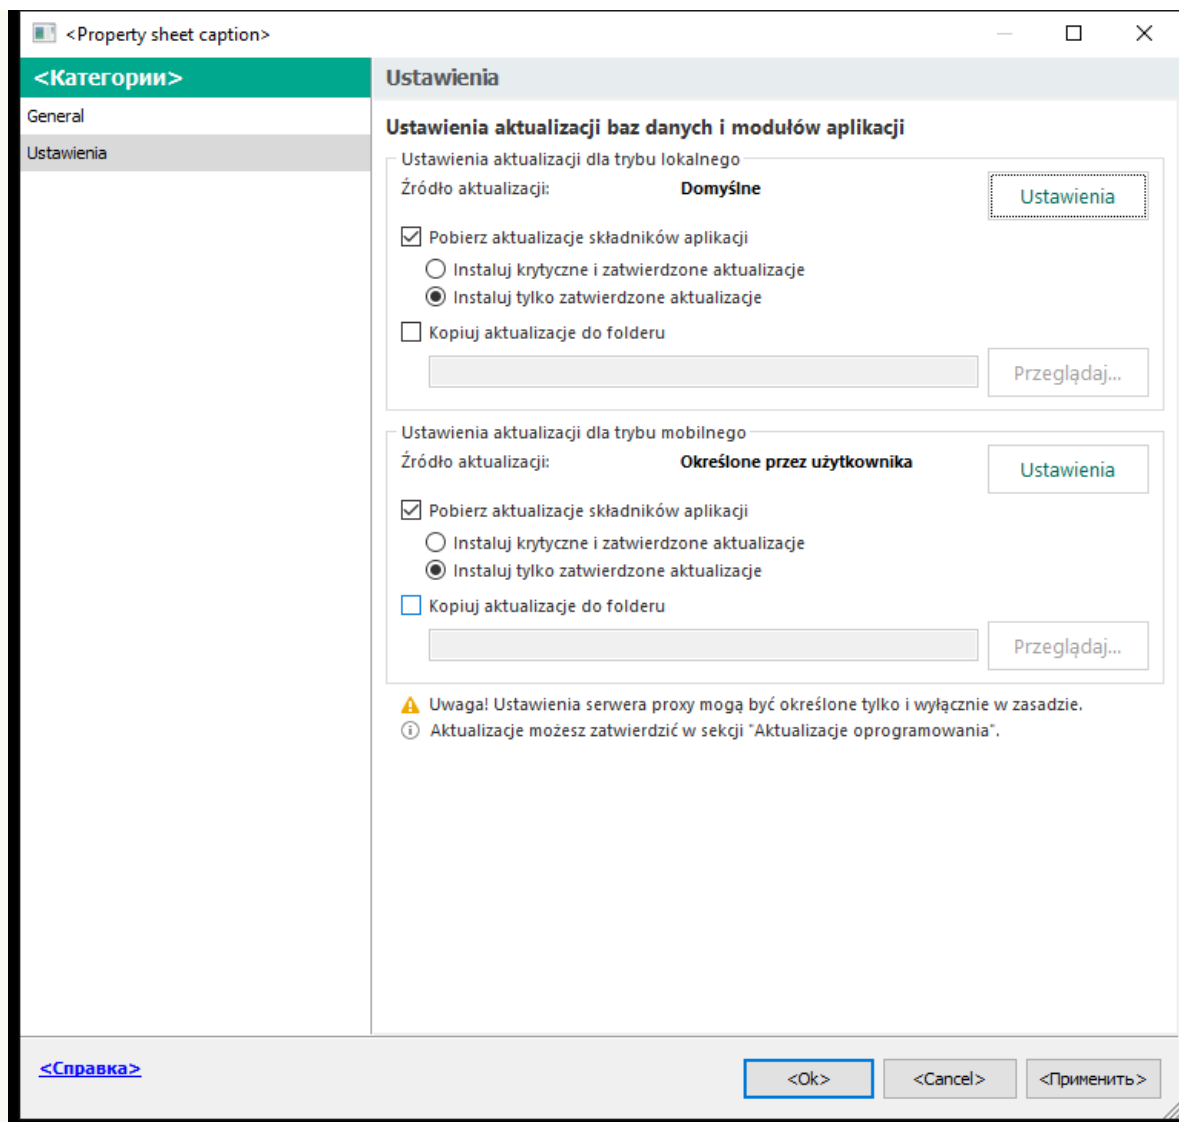 <Property sheet caption>
<Категории>
General
Ustawienia
Ustawienia
Ustawienia aktualizacji baz danych i modułów aplikacji
Ustawienia aktualizacji dla trybu lokalnego
Źródło aktualizacji: Domyślne Ustawienia
Pobierz aktualizacje składników aplikacji
Instaluj krytyczne i zatwierdzone aktualizacje
Instaluj tylko zatwierdzone aktualizacje
Kopiuj aktualizacje do folderu
Przeglądaj...
Ustawienia aktualizacji dla trybu mobilnego
Źródło aktualizacji: Określone przez użytkownika Ustawienia
Pobierz aktualizacje składników aplikacji
Instaluj krytyczne i zatwierdzone aktualizacje
Instaluj tylko zatwierdzone aktualizacje
Kopiuj aktualizacje do folderu
Przeglądaj...
Uwaga! Ustawienia serwera proxy mogą być określone tylko i wyłącznie w zasadzie.
Aktualizacje możesz zatwierdzić w sekcji "Aktualizacje oprogramowania".
<Справка>
<Ok> <Cancel> <Применить>